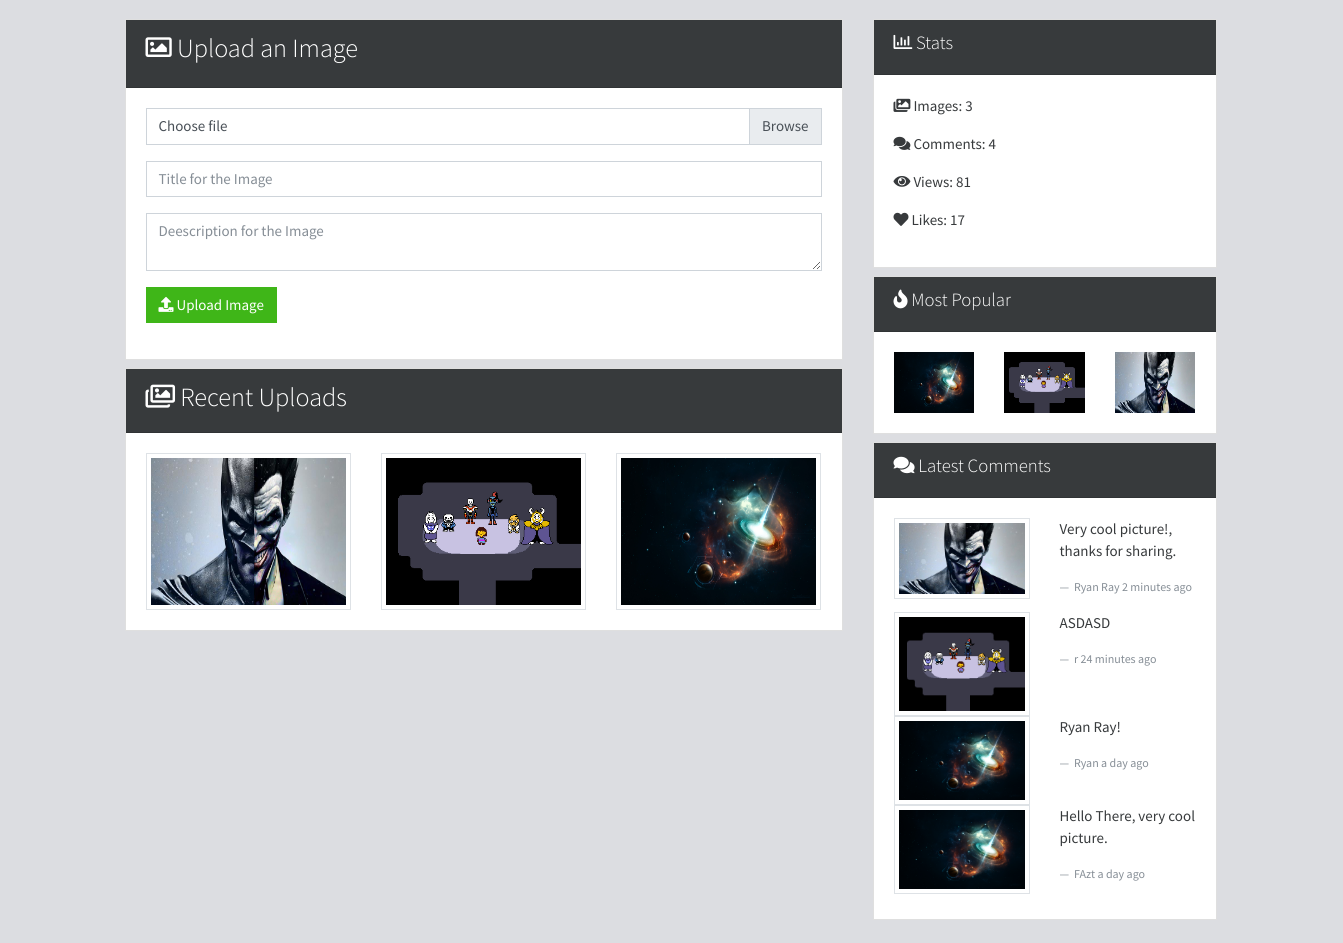 Upload an Image
Choose file
Browse
Title for the Image
Deescription for the Image
Upload Image
Recent Uploads
Stats
Images: 3
Comments: 4
Views: 81
Likes: 17
Most Popular
Latest Comments
Very cool picture!,
thanks for sharing.
— Ryan Ray 2 minutes ago
ASDASD
— r 24 minutes ago
Ryan Ray!
— Ryan a day ago
Hello There, very cool
picture.
— FAzt a day ago